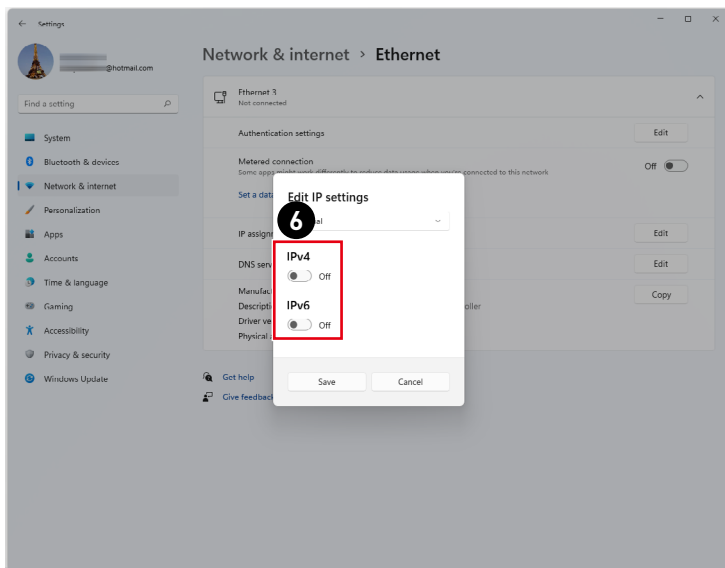 Settings
@hotmail.com
Find a setting
System
Bluetooth & devices
Network & internet
Personalization
Apps
Accounts
Time & language
Gaming
Accessibility
Privacy & security
Windows Update
Network & internet > Ethernet
Ethernet 3
Not connected
Authentication settings
Edit
Metered connection
Some apps might work differently to reduce data usage when you're connected to this network
Off
Set a data
IP assignm
Edit
DNS serv
Edit
Manufact
Copy
Descripti
oller
Driver ve
Physical a
Get help
Give feedback
Edit IP settings
6
al
IPv4
Off
IPv6
Off
Save
Cancel